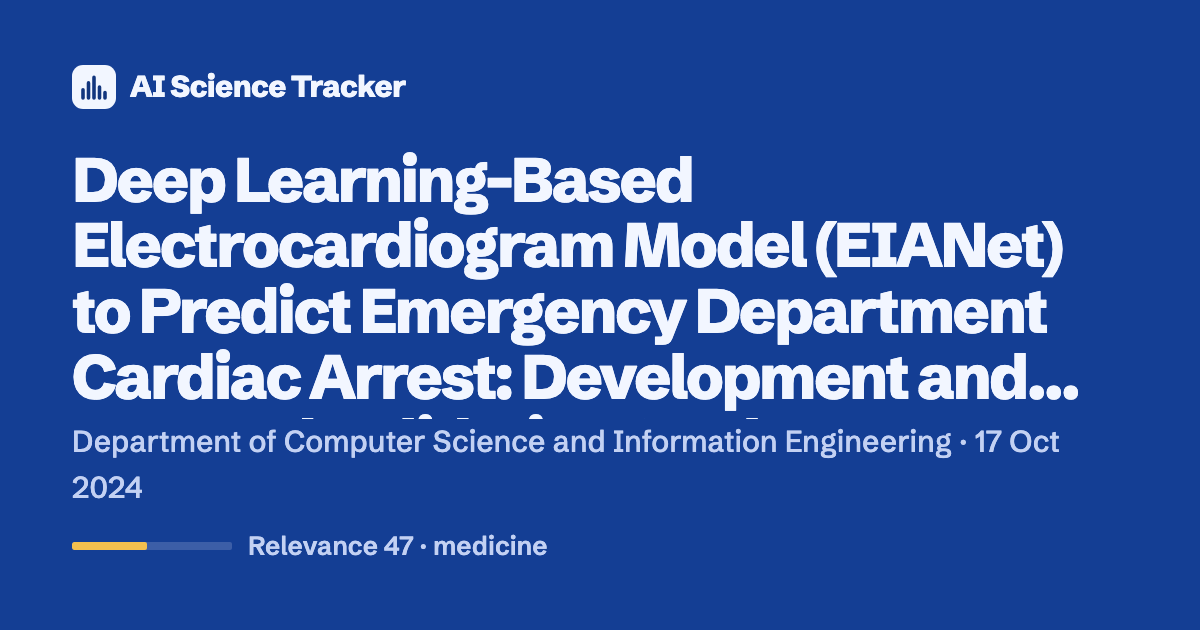 AI Science Tracker
Deep Learning-Based
Electrocardiogram Model (EIANet)
to Predict Emergency Department
Cardiac Arrest: Development and...
Department of Computer Science and Information Engineering · 17 Oct
2024
Relevance 47 · medicine